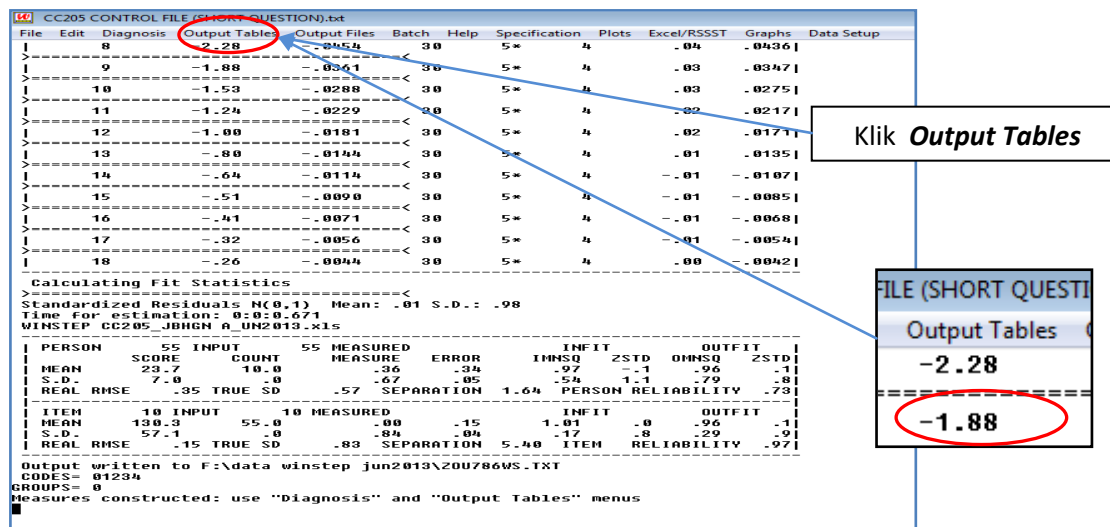 CC205 CONTROL FILE (SHORT QUESTION).txt
File Edit Diagnosis Output Tables Output Files Batch Help Specification Plots Excel/RSSST Graphs Data Setup
| 8 -2.28 -.0454 30 5* 4 .04 .0436|
>=======================================<
| 9 -1.88 -.0361 30 5* 4 .03 .0347|
>=======================================<
| 10 -1.53 -.0288 30 5* 4 .03 .0275|
>=======================================<
| 11 -1.24 -.0229 30 5* 4 .02 .0217|
>=======================================<
| 12 -1.00 -.0181 30 5* 4 .02 .0171|
>=======================================<
| 13 -.80 -.0144 30 5* 4 .01 .0135|
>=======================================<
| 14 -.64 -.0114 30 5* 4 -.01 -.0107|
>=======================================<
| 15 -.51 -.0090 30 5* 4 -.01 -.0085|
>=======================================<
| 16 -.41 -.0071 30 5* 4 -.01 -.0068|
>=======================================<
| 17 -.32 -.0056 30 5* 4 -.01 -.0054|
>=======================================<
| 18 -.26 -.0044 30 5* 4 .00 -.0042|
Calculating Fit Statistics
>=======================================<
Standardized Residuals N(0,1) Mean: .01 S.D.: .98
Time for estimation: 0:0:0.671
WINSTEP CC205_JBHGN A_UN2013.xls
| PERSON 55 INPUT 55 MEASURED INFIT OUTFIT |
| SCORE COUNT MEASURE ERROR IMNSQ ZSTD OMNSQ ZSTD|
| MEAN 23.7 10.0 .36 .34 .97 -.1 .96 -.1|
| S.D. 7.0 .0 .67 .05 .54 1.1 .79 .8|
| REAL RMSE .35 TRUE SD .57 SEPARATION 1.64 PERSON RELIABILITY .73|
| ITEM 10 INPUT 10 MEASURED INFIT OUTFIT |
| MEAN 130.3 55.0 .00 .15 1.01 .0 .96 -.1|
| S.D. 57.1 .0 .84 .04 .17 .8 .29 .9|
| REAL RMSE .15 TRUE SD .83 SEPARATION 5.40 ITEM RELIABILITY .97|
Output written to F:\data winstep jun2013\ZOU786WS.TXT
CODES= 01234
GROUPS= 0
Measures constructed: use "Diagnosis" and "Output Tables" menus
Klik Output Tables
FILE (SHORT QUESTI
Output Tables
-2.28
-1.88